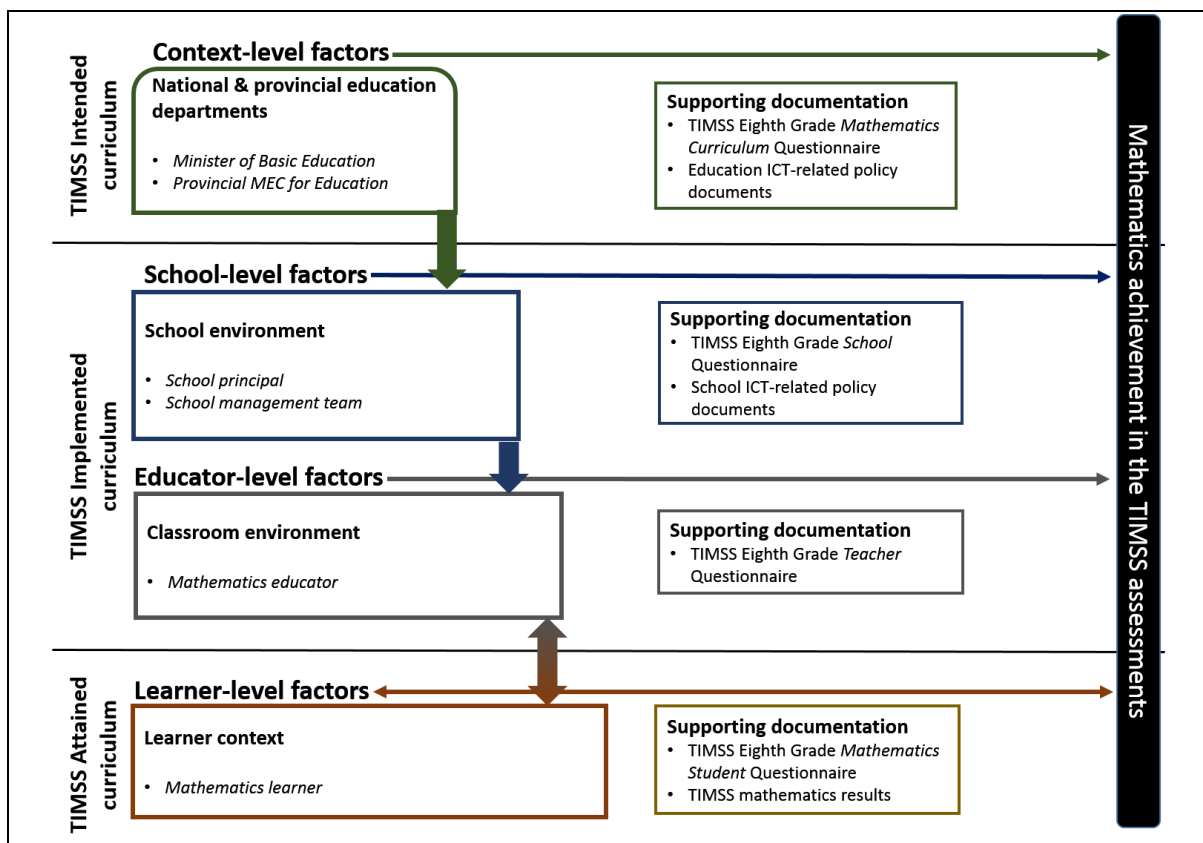 TIMSS Intended
curriculum
Context-level factors
National & provincial education
departments
• Minister of Basic Education
• Provincial MEC for Education
Supporting documentation
• TIMSS Eighth Grade Mathematics
Curriculum Questionnaire
• Education ICT-related policy
documents
TIMSS Implemented
curriculum
School-level factors
School environment
• School principal
• School management team
Supporting documentation
• TIMSS Eighth Grade School
Questionnaire
• School ICT-related policy
documents
Educator-level factors
Classroom environment
• Mathematics educator
Supporting documentation
• TIMSS Eighth Grade Teacher
Questionnaire
TIMSS Attained
curriculum
Learner-level factors
Learner context
• Mathematics learner
Supporting documentation
• TIMSS Eighth Grade Mathematics
Student Questionnaire
• TIMSS mathematics results
Mathematics achievement in the TIMSS assessments